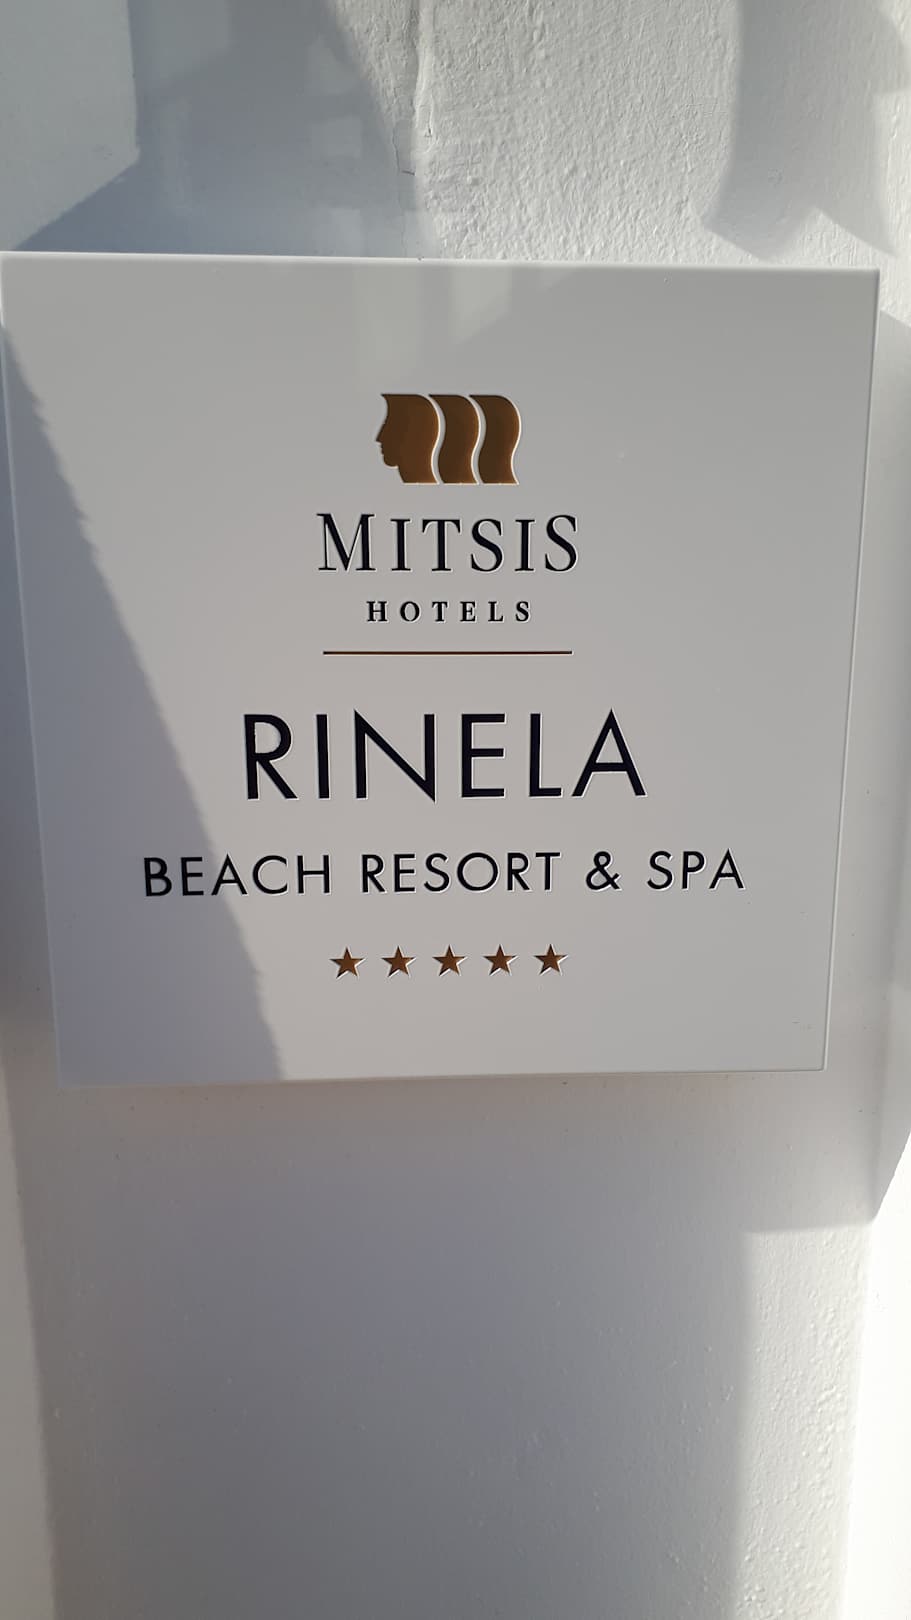 MITSIS
HOTELS
RINELA
BEACH RESORT & SPA